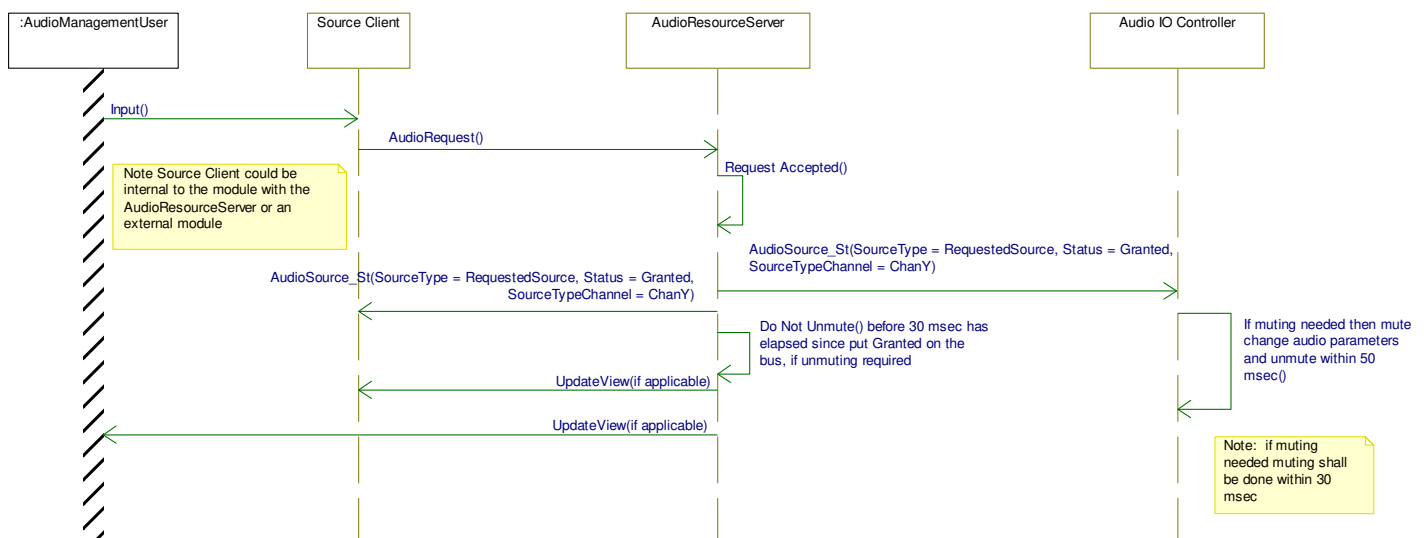 :AudioManagementUser
Source Client
AudioResourceServer
Audio IO Controller
Input()
AudioRequest()
Note Source Client could be
internal to the module with the
AudioResourceServer or an
external module
Request Accepted()
AudioSource_St(SourceType = RequestedSource, Status = Granted,
SourceTypeChannel = ChanY)
AudioSource_St(SourceType = RequestedSource, Status = Granted,
SourceTypeChannel = ChanY)
Do Not Unmute() before 30 msec has
elapsed since put Granted on the
bus, if unmuting required
If muting needed then mute
change audio parameters
and unmute within 50
msec()
UpdateView(if applicable)
UpdateView(if applicable)
Note:  if muting
needed muting shall
be done within 30
msec